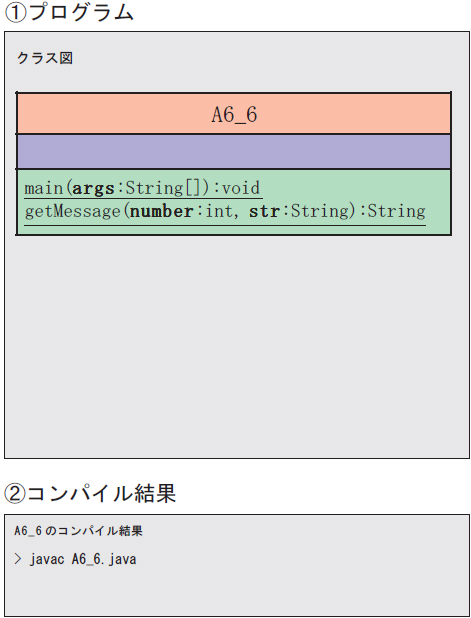 ①プログラム
クラス図
A6_6
main(args:String[]):void
getMessage(number:int, str:String):String
②コンパイル結果
A6_6 のコンパイル結果
> javac A6_6.java